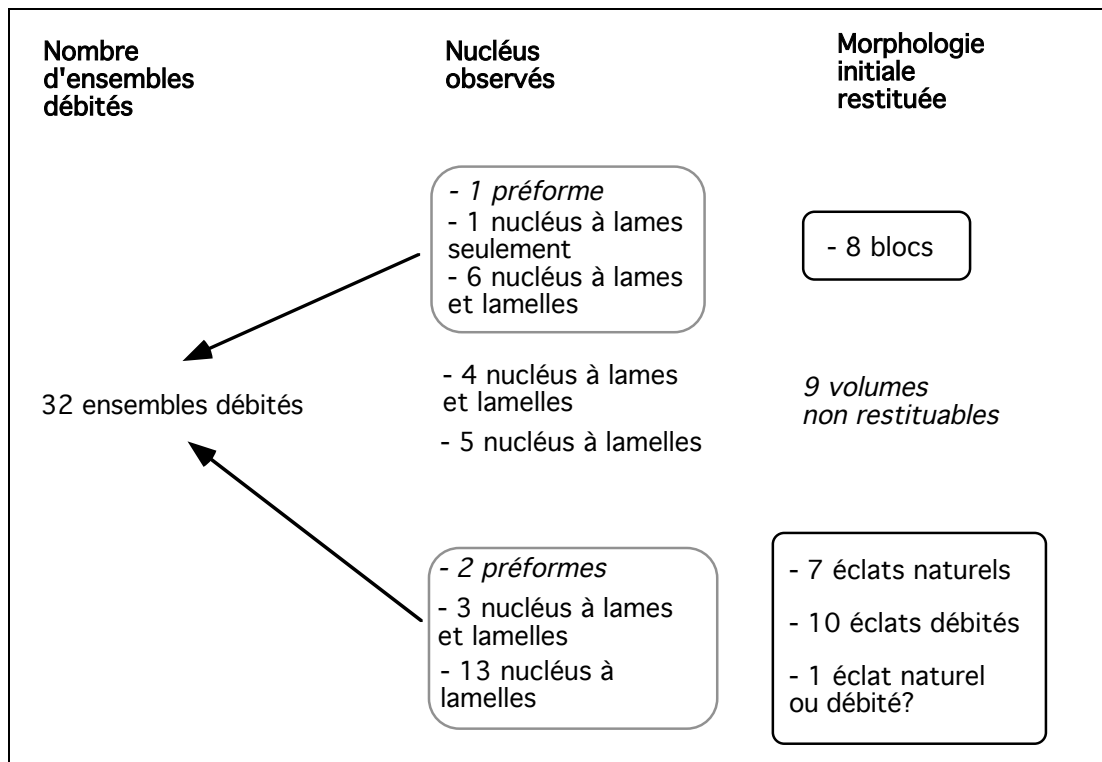 Nombre
d'ensembles
débités
Nucléus
observés
Morphologie
initiale
restituée
- 1 préforme
- 1 nucléus à lames
seulement
- 6 nucléus à lames
et lamelles
- 8 blocs
32 ensembles débités
- 4 nucléus à lames
et lamelles
- 5 nucléus à lamelles
9 volumes
non restituables
- 2 préformes
- 3 nucléus à lames
et lamelles
- 13 nucléus à
lamelles
- 7 éclats naturels
- 10 éclats débités
- 1 éclat naturel
ou débité?